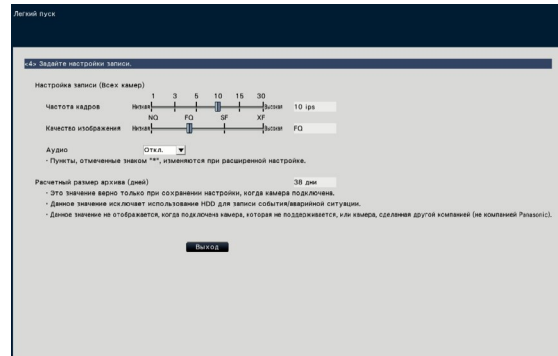 Легкий пуск
<4> Задайте настройки записи.
Настройка записи (Всех камер)
1 3 5 10 15 30
Частота кадров Низкая Высокая 10 ips
NQ FQ SF XF
Качество изображения Низкая Высокая FQ
Аудио Откл.
· Пункты, отмеченные знаком "*", изменяются при расширенной настройке.
Расчетный размер архива (дней) 38 дни
· Это значение верно только при сохранении настройки, когда камера подключена.
· Данное значение исключает использование HDD для записи события/аварийной ситуации.
· Данное значение не отображается, когда подключена камера, которая не поддерживается, или камера, сделанная другой компанией (не компанией Panasonic).
Выход